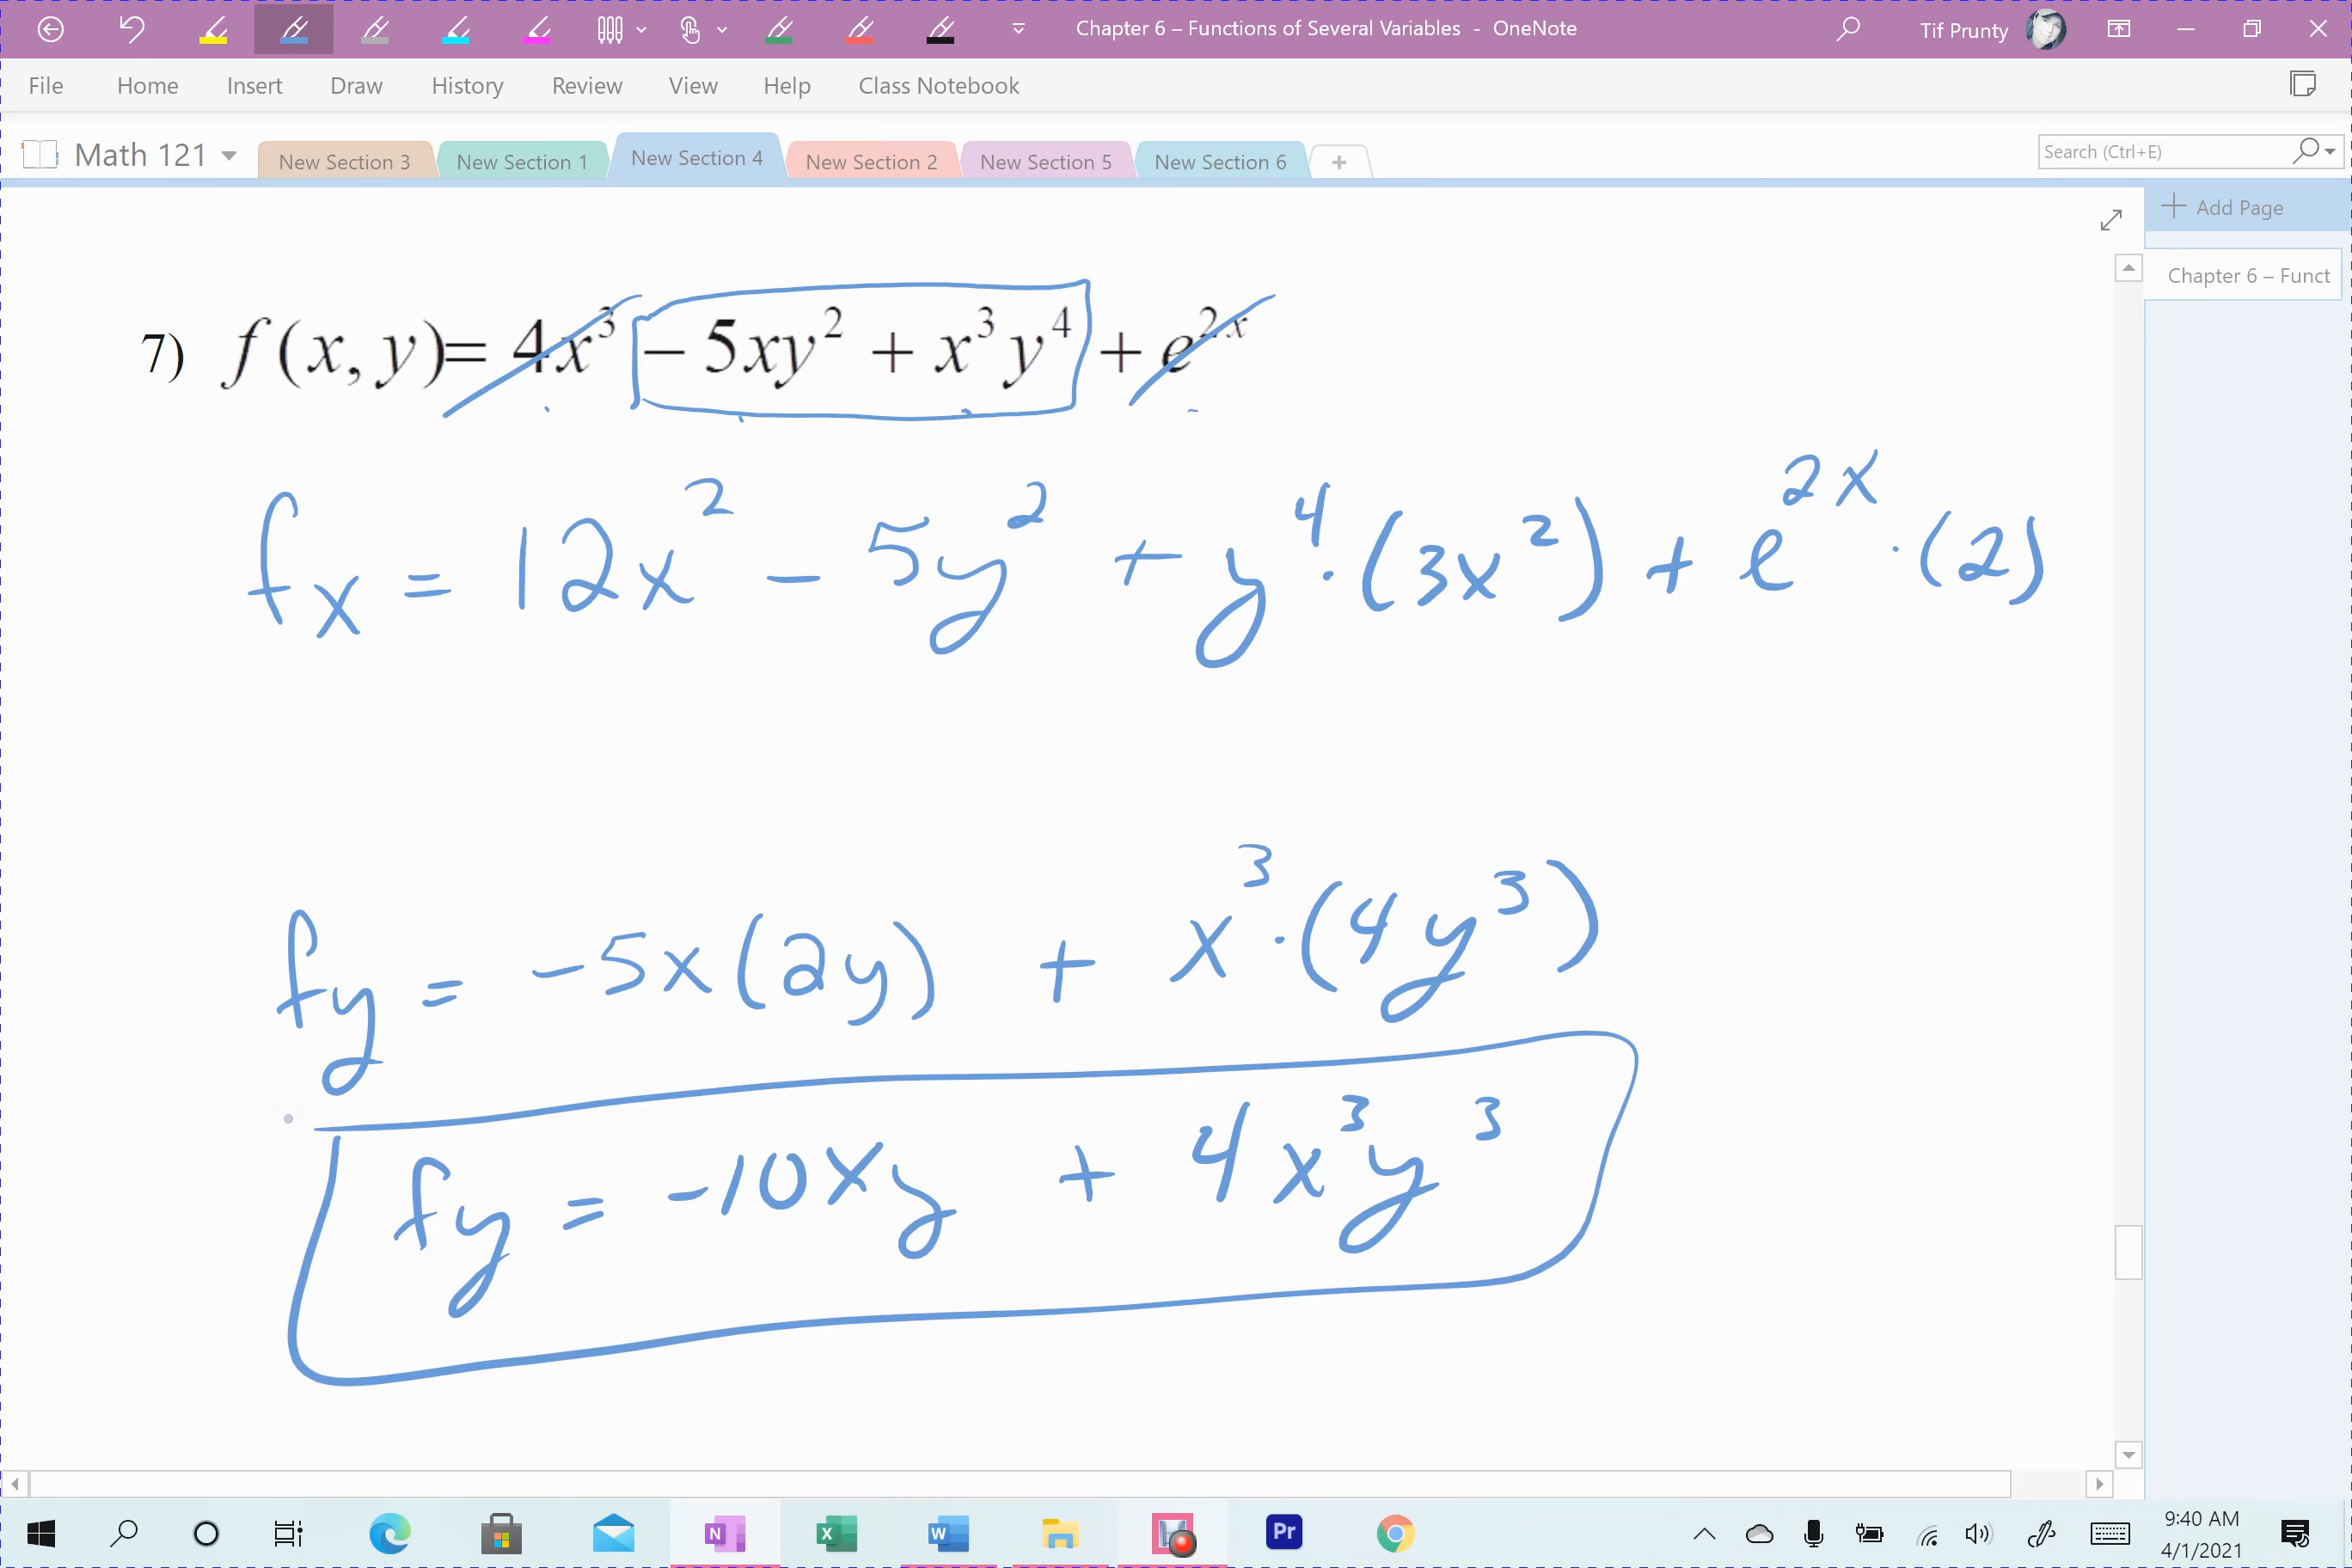 Chapter 6 – Functions of Several Variables - OneNote
Tif Prunty
File Home Insert Draw History Review View Help Class Notebook
Math 121 New Section 3 New Section 1 New Section 4 New Section 2 New Section 5 New Section 6 +
Search (Ctrl+E)
+ Add Page
Chapter 6 – Funct
7) f(x, y) = 4x³ − 5xy² + x³y⁴ + e²ˣ
fx = 12x² − 5y² + y⁴ · (3x²) + e²ˣ · (2)
fy = −5x(2y) + x³ · (4y³)
fy = −10xy + 4x³y³
N X W Pr
9:40 AM
4/1/2021